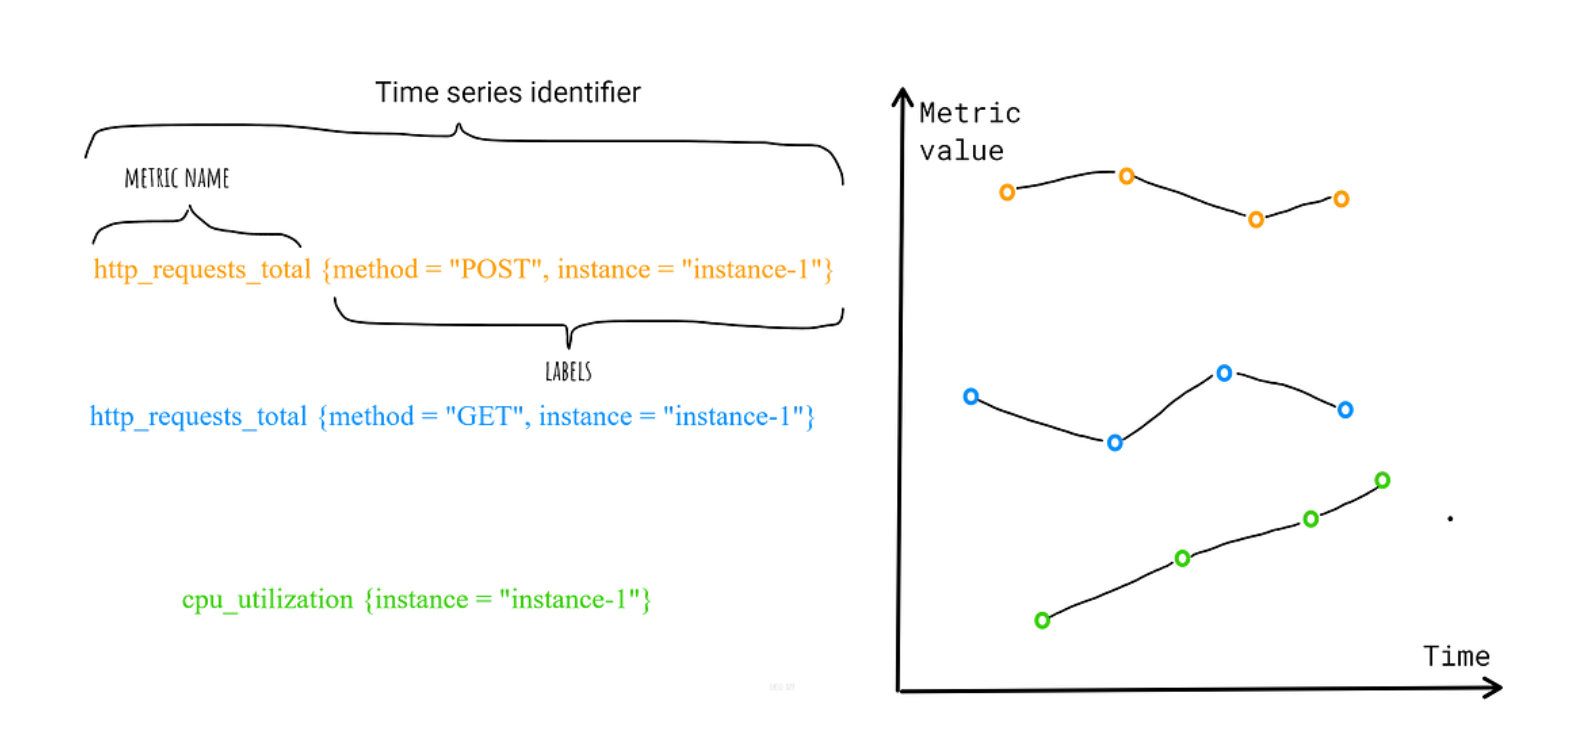 Time series identifier
METRIC NAME
http_requests_total {method = "POST", instance = "instance-1"}
LABELS
http_requests_total {method = "GET", instance = "instance-1"}
cpu_utilization {instance = "instance-1"}
Metric
value
Time